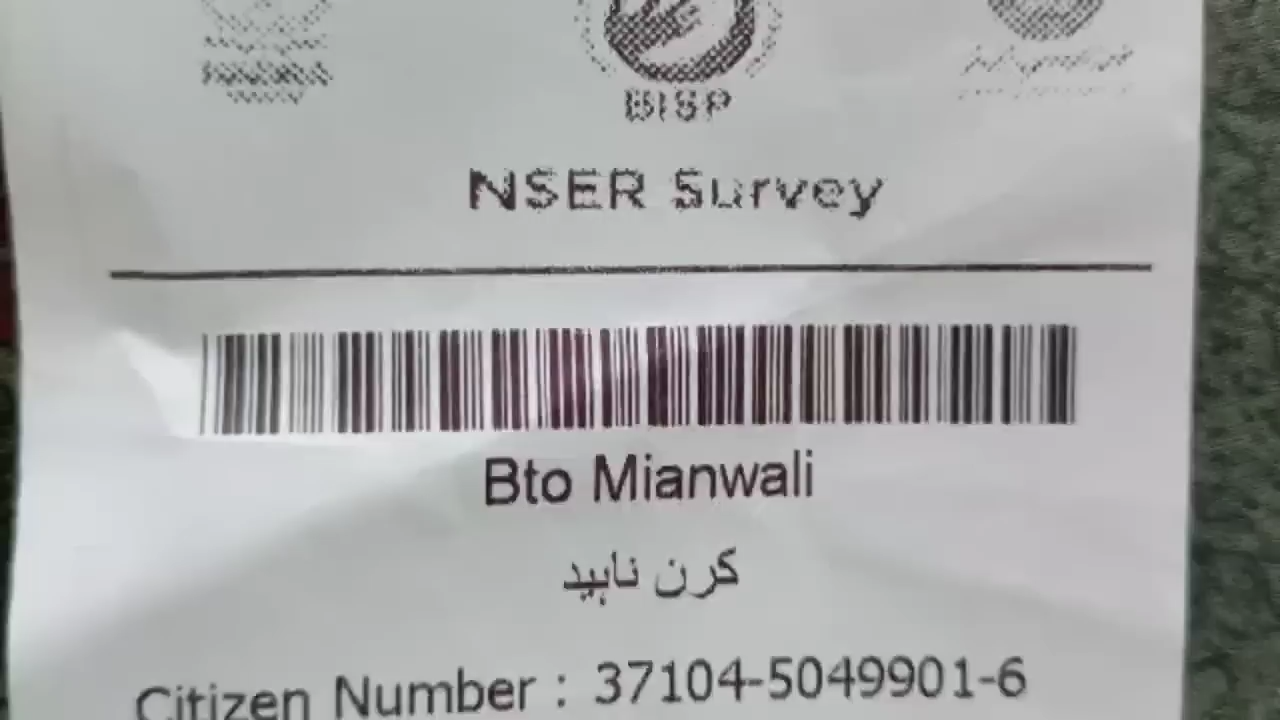 BISP
NSER Survey
Bto Mianwali
کرن ناہید
Citizen Number : 37104-5049901-6